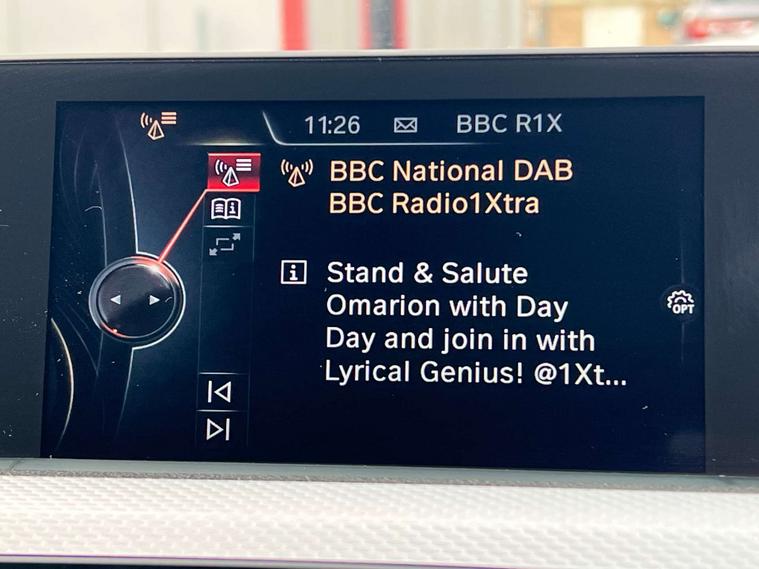 11:26 BBC R1X
BBC National DAB
BBC Radio1Xtra
Stand & Salute
Omarion with Day
Day and join in with
Lyrical Genius! @1Xt...
OPT